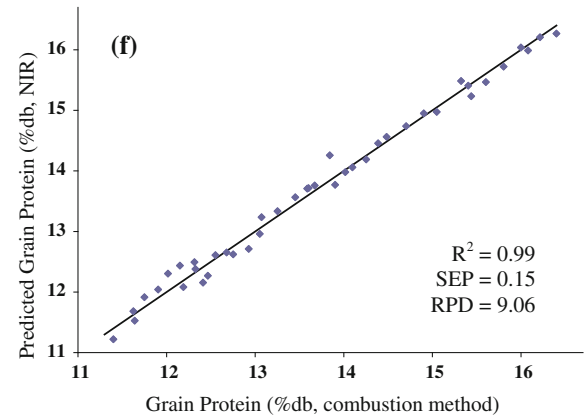 (f)
Predicted Grain Protein (%db, NIR)
16
15
14
13
12
11
R² = 0.99
SEP = 0.15
RPD = 9.06
11 12 13 14 15 16
Grain Protein (%db, combustion method)